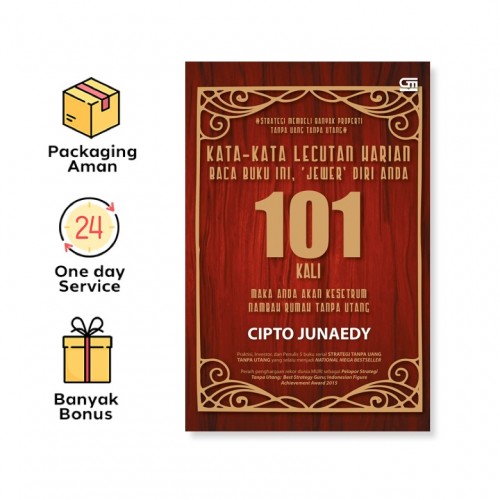 Packaging
Aman
24
One day
Service
Banyak
Bonus
GM
#STRATEGI MEMBELI BANYAK PROPERTI
TANPA UANG TANPA UTANG#
KATA-KATA LECUTAN HARIAN
BACA BUKU INI, 'JEWER' DIRI ANDA
101
KALI
MAKA ANDA AKAN KESETRUM
NAMBAH RUMAH TANPA UTANG
CIPTO JUNAEDY
Praktisi, Investor, dan Penulis 5 buku serial STRATEGI TANPA UANG
TANPA UTANG yang selalu menjadi NATIONAL MEGA BESTSELLER
Peraih penghargaan rekor dunia MURI sebagai Pelopor Strategi
Tanpa Utang; Best Strategy Guru; Indonesian Figure
Achievement Award 2015